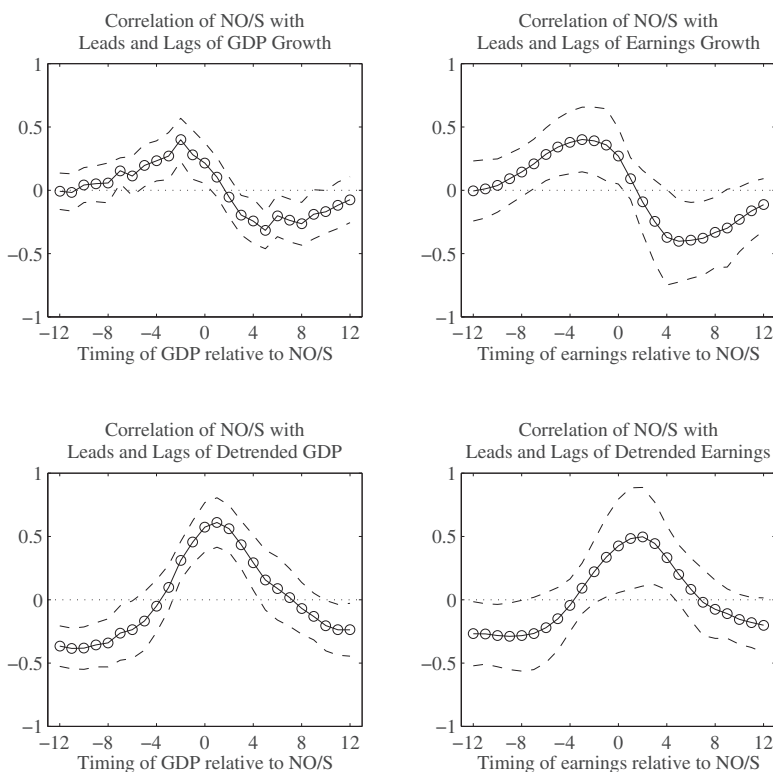 Correlation of NO/S with
Leads and Lags of GDP Growth
1
0.5
0
−0.5
−1
−12 −8 −4 0 4 8 12
Timing of GDP relative to NO/S
Correlation of NO/S with
Leads and Lags of Earnings Growth
1
0.5
0
−0.5
−1
−12 −8 −4 0 4 8 12
Timing of earnings relative to NO/S
Correlation of NO/S with
Leads and Lags of Detrended GDP
1
0.5
0
−0.5
−1
−12 −8 −4 0 4 8 12
Timing of GDP relative to NO/S
Correlation of NO/S with
Leads and Lags of Detrended Earnings
1
0.5
0
−0.5
−1
−12 −8 −4 0 4 8 12
Timing of earnings relative to NO/S